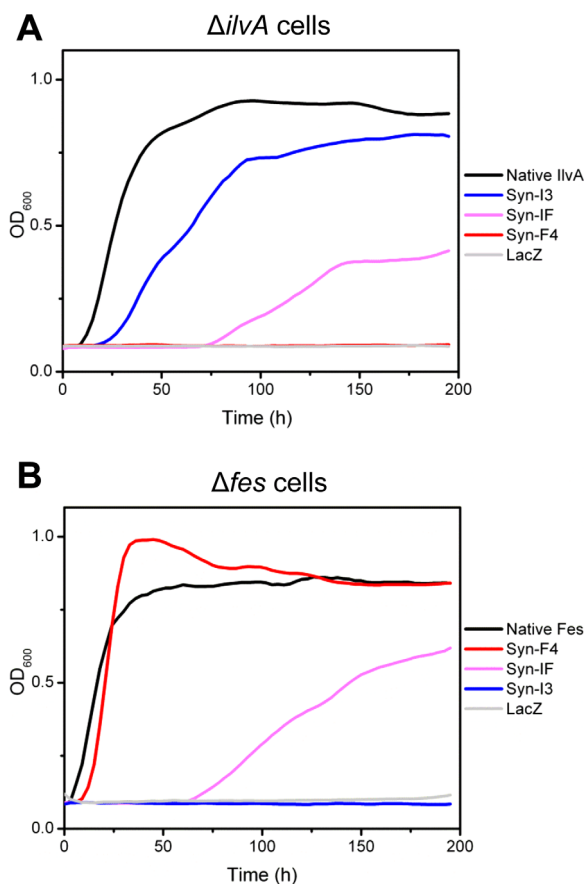 A
ΔilvA cells
OD600
1.0
0.5
0.0
0
50
100
150
200
Time (h)
Native IlvA
Syn-I3
Syn-IF
Syn-F4
LacZ
B
Δfes cells
OD600
1.0
0.5
0.0
0
50
100
150
200
Time (h)
Native Fes
Syn-F4
Syn-IF
Syn-I3
LacZ